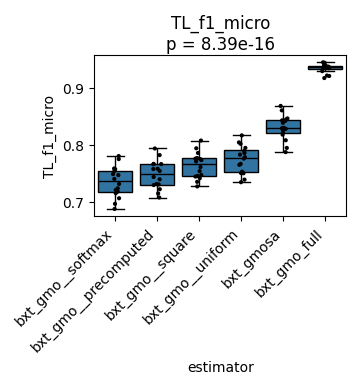 TL_f1_micro
p = 8.39e-16
TL_f1_micro
0.9
0.8
0.7
bxt_gmo__softmax
bxt_gmo__precomputed
bxt_gmo__square
bxt_gmo__uniform
bxt_gmosa
bxt_gmo_full
estimator